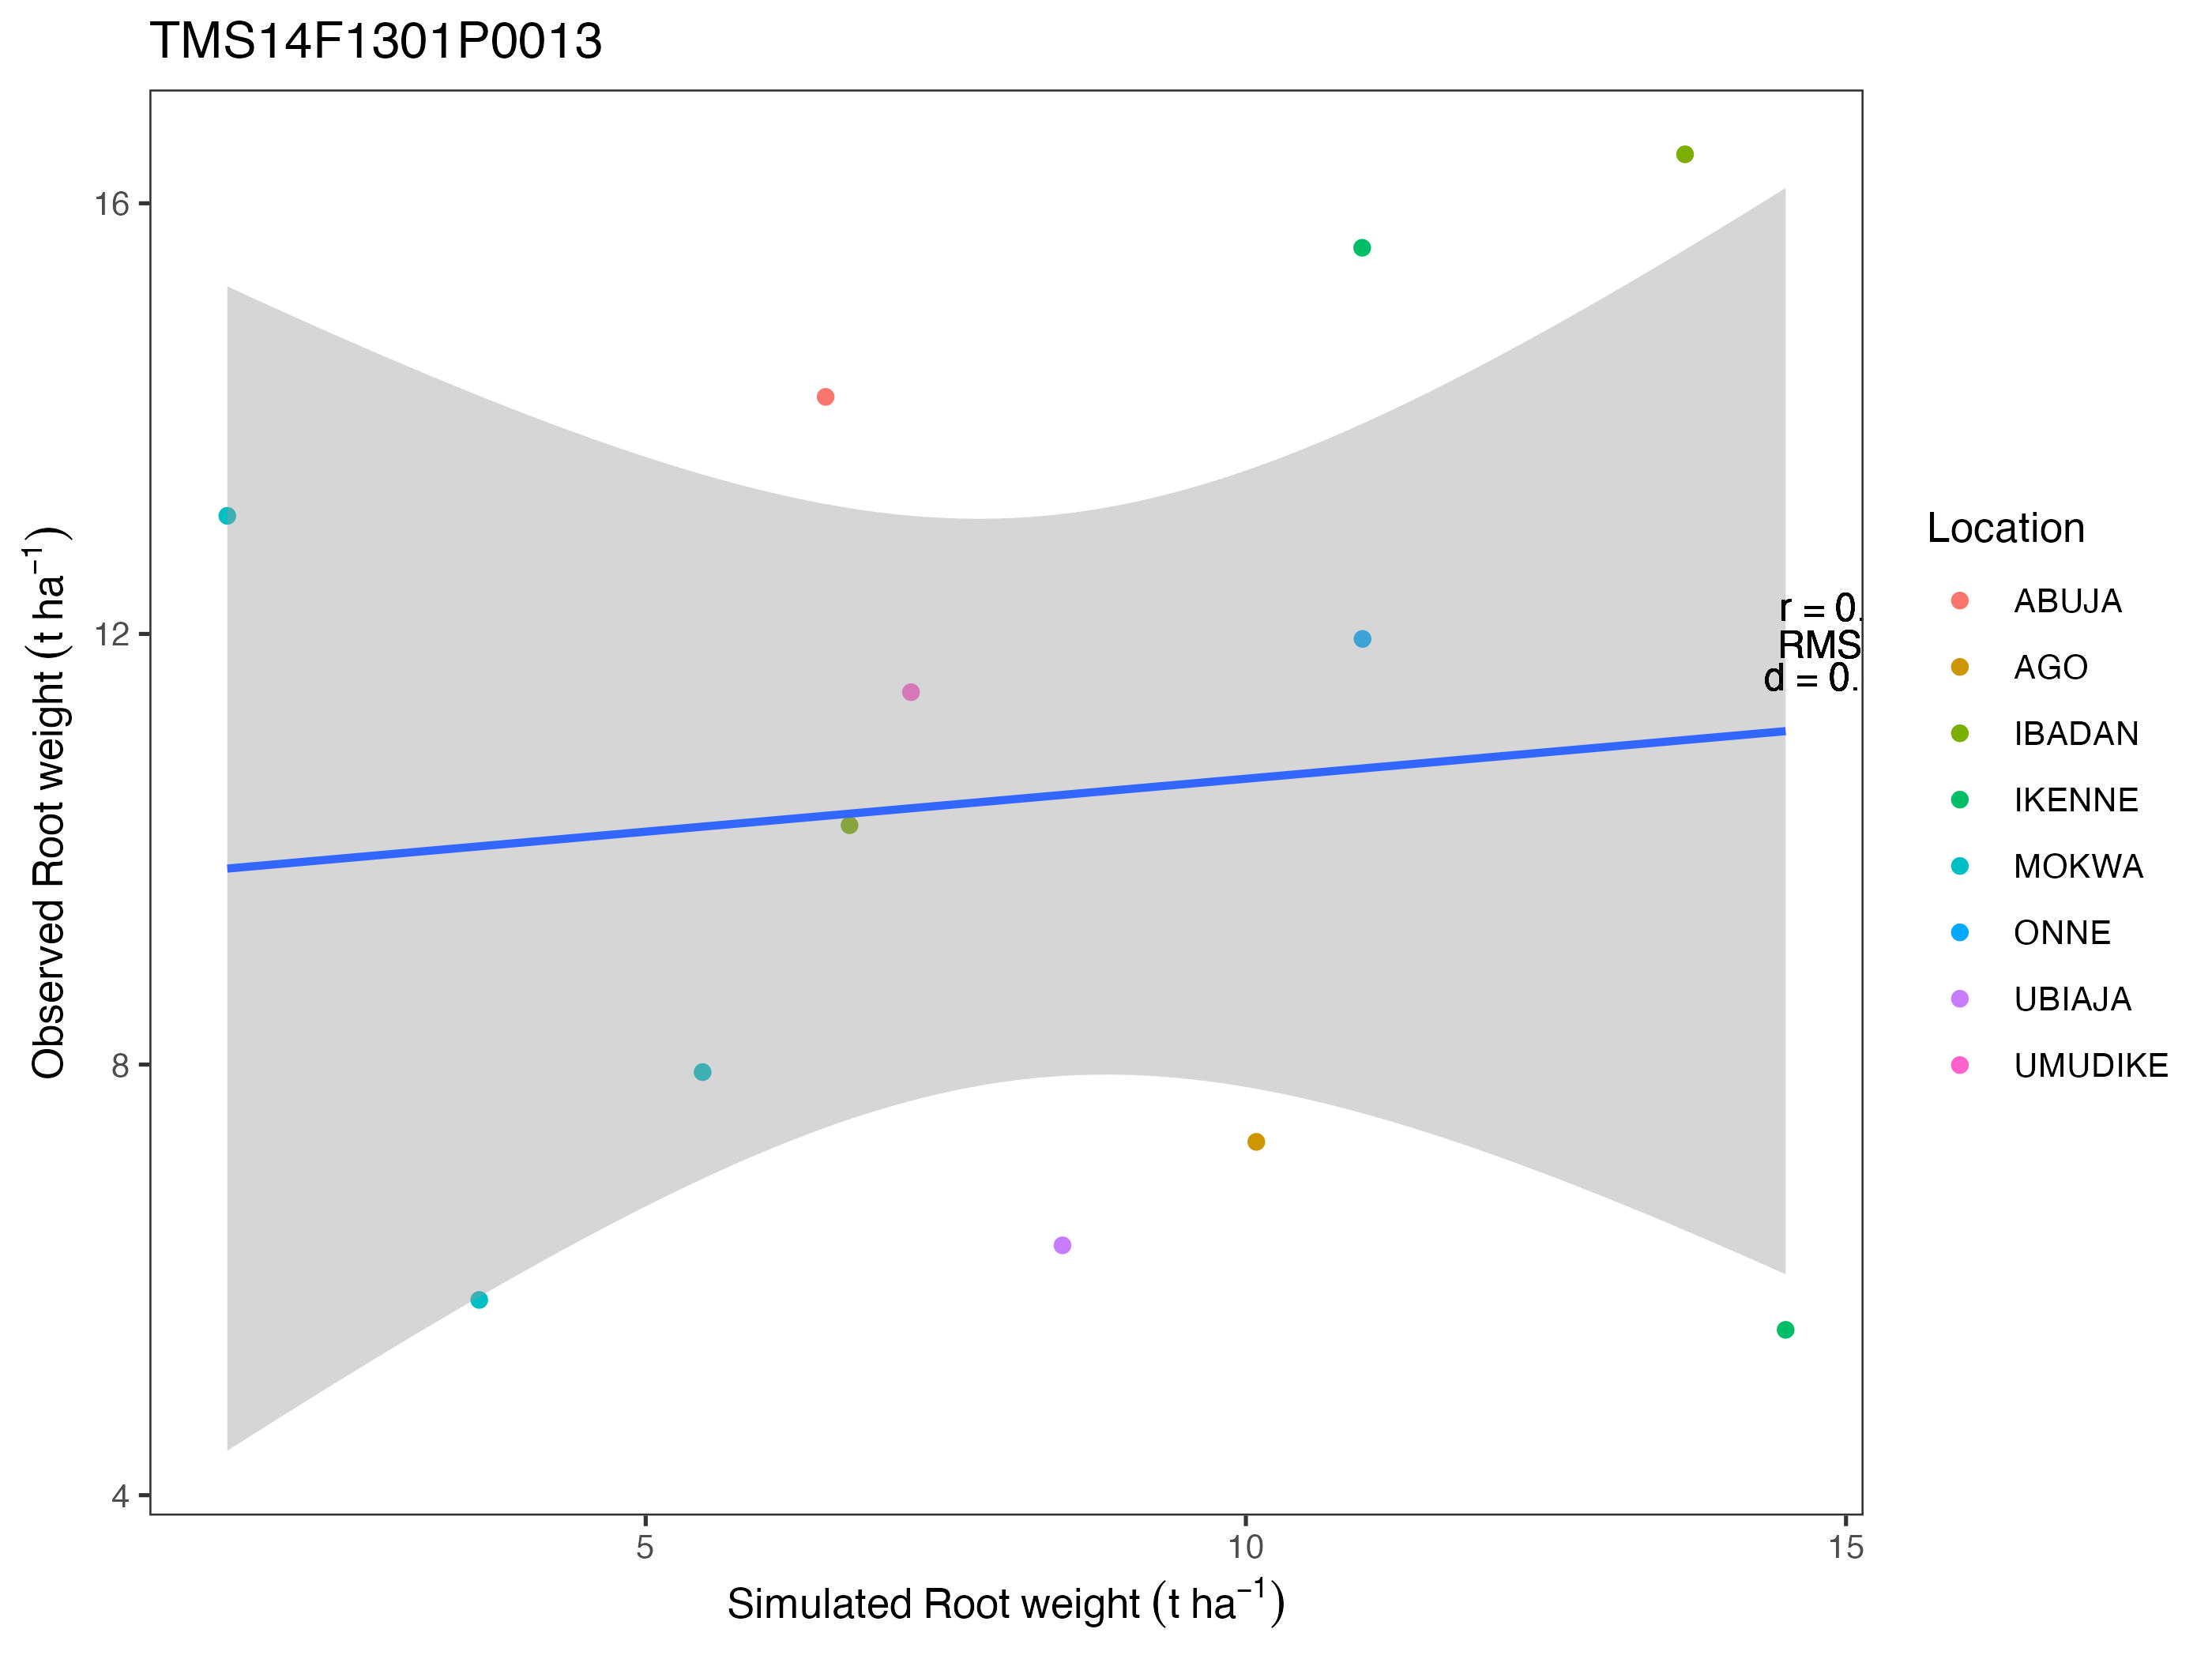 TMS14F1301P0013
Observed Root weight (t ha⁻¹)
16
12
8
4
r = 0.
RMS
d = 0.
5
10
15
Simulated Root weight (t ha⁻¹)
Location
ABUJA
AGO
IBADAN
IKENNE
MOKWA
ONNE
UBIAJA
UMUDIKE